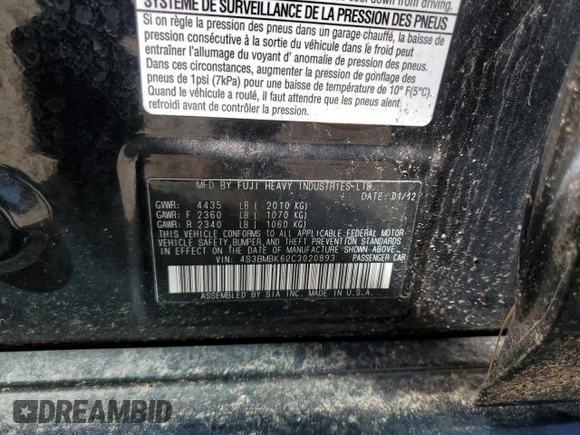 from driving.
SYSTÈME DE SURVEILLANCE DE LA PRESSION DES PNEUS
Si on règle la pression des pneus dans un garage chauffé, la baisse de
pression consécutive à la sortie du véhicule dans le froid peut
entraîner l'allumage du voyant d' anomalie de pression des pneus.
Dans ces circonstances, augmenter la pression de gonflage
des pneus de 1psi (7kPa) pour une baisse de température de 10° F(5°C).
Quand le véhicule a roulé, il faut attendre que les pneus aient
refroidi avant de contrôler la pression.
MFD BY FUJI HEAVY INDUSTRIES LTD.
DATE: 01/12
GVWR: 4435 LB ( 2010 KG)
GAWR: F 2360 LB ( 1070 KG)
GAWR: R 2340 LB ( 1060 KG)
THIS VEHICLE CONFORMS TO ALL APPLICABLE FEDERAL MOTOR
VEHICLE SAFETY, BUMPER, AND THEFT PREVENTION STANDARDS
IN EFFECT ON THE DATE OF MANUFACTURE SHOWN ABOVE.
VIN: 4S3BMBK62C3020893 PASSENGER CAR
ASSEMBLED BY SIA INC. MADE IN U.S.A.
DREAMBID